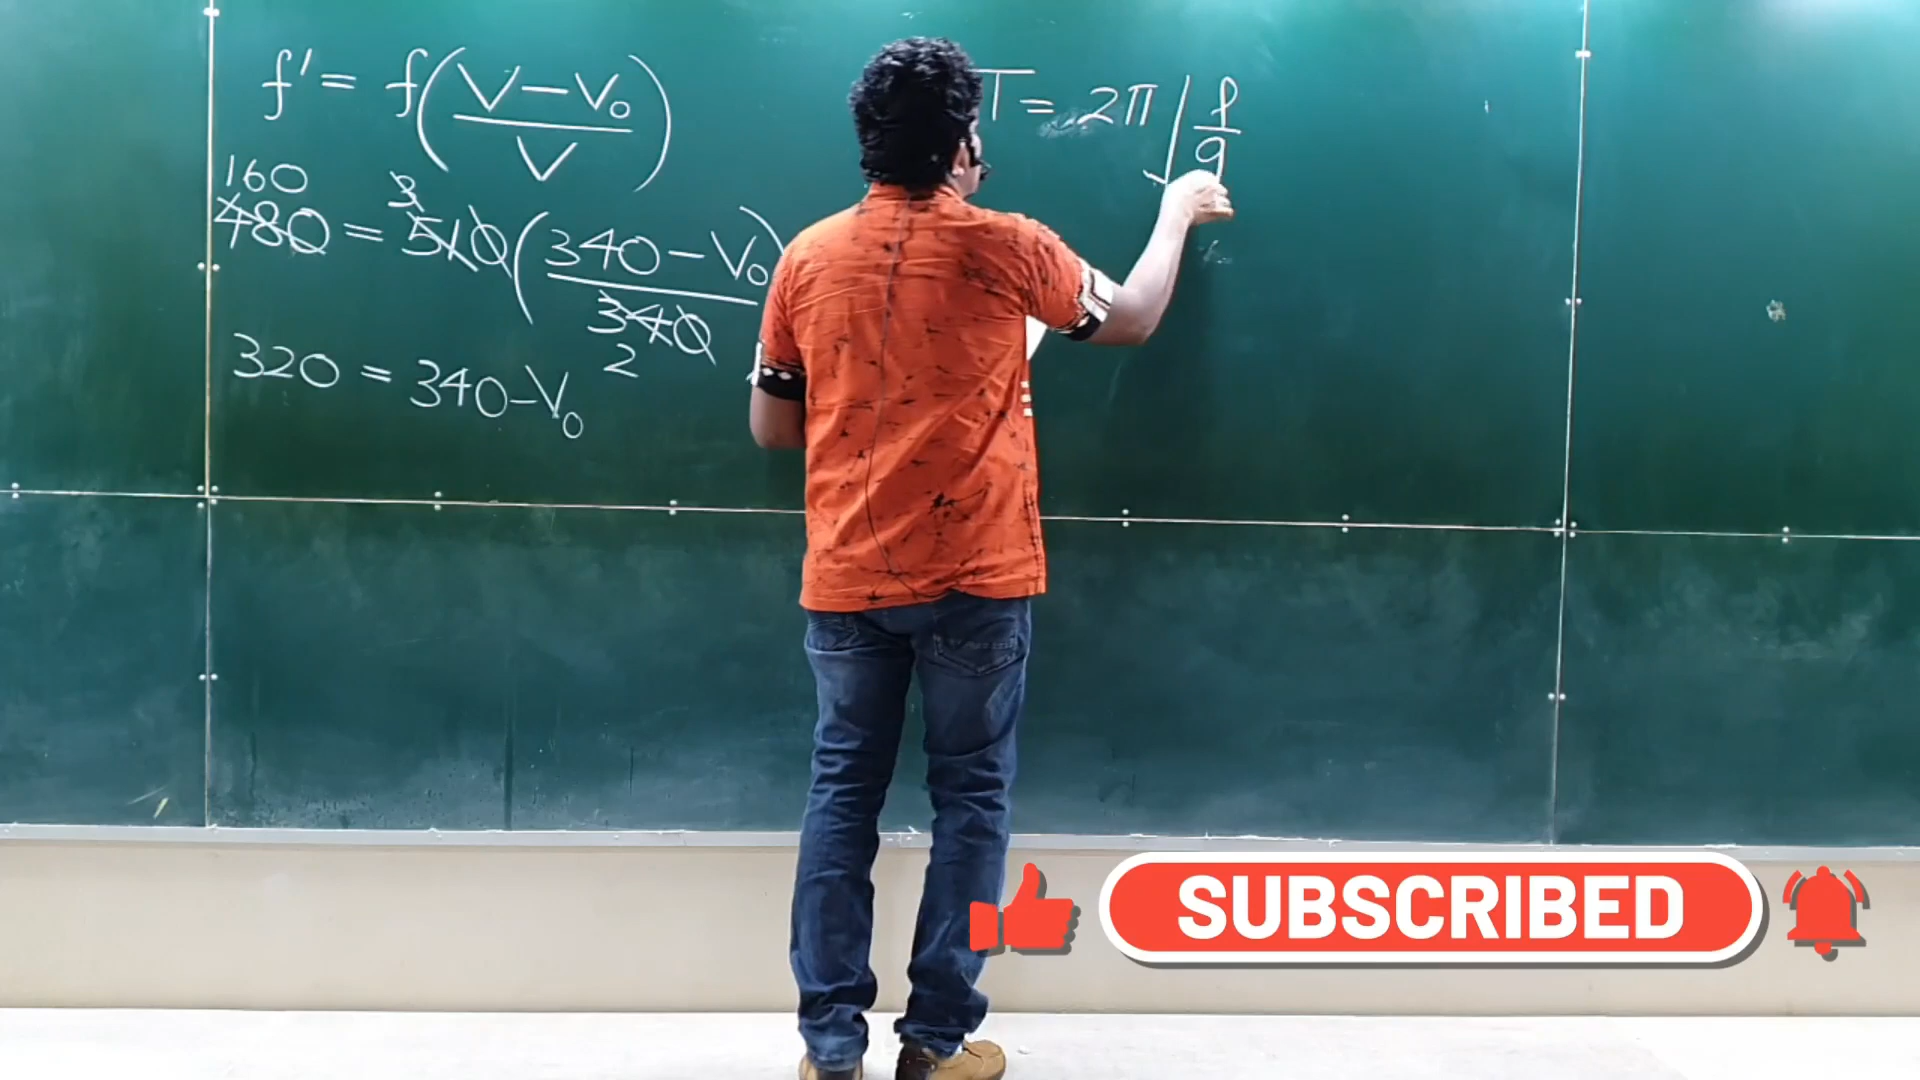 f' = f((V - V₀)/V)
160
480 = 3 510((340 - V₀)/340
2
320 = 340 - V₀
T = 2π √(l/g)
SUBSCRIBED